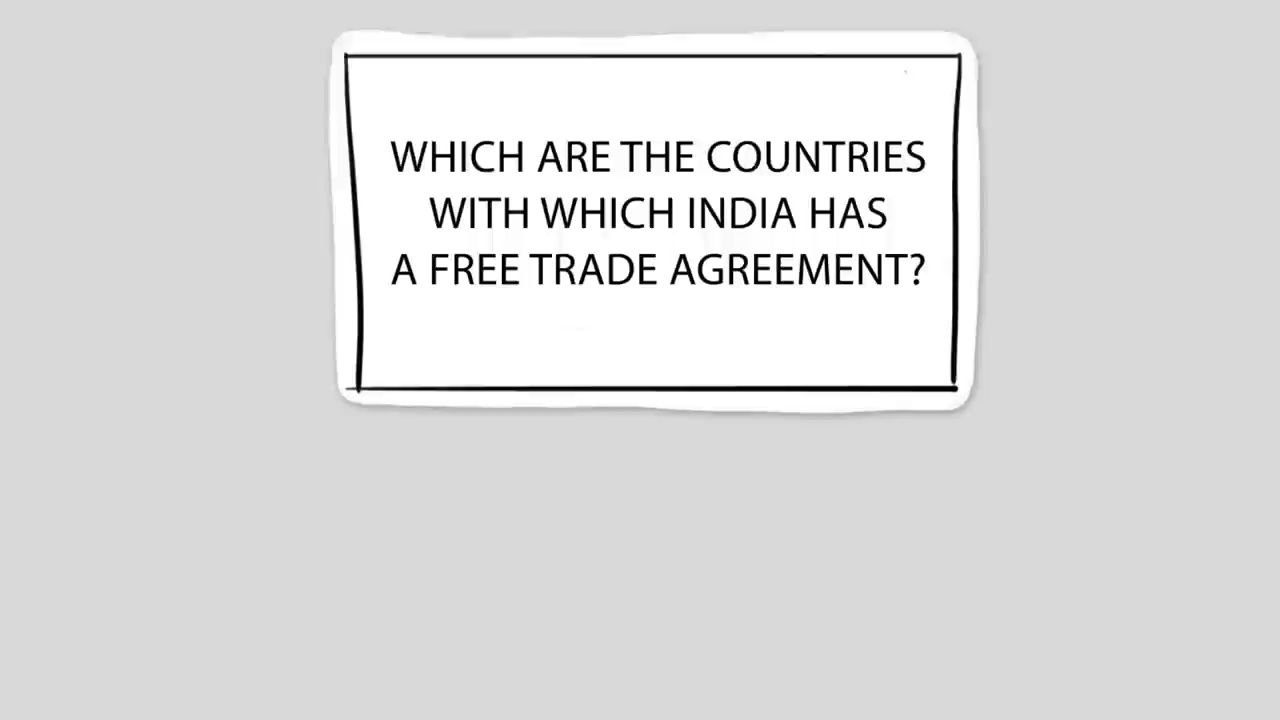 WHICH ARE THE COUNTRIES
WITH WHICH INDIA HAS
A FREE TRADE AGREEMENT?